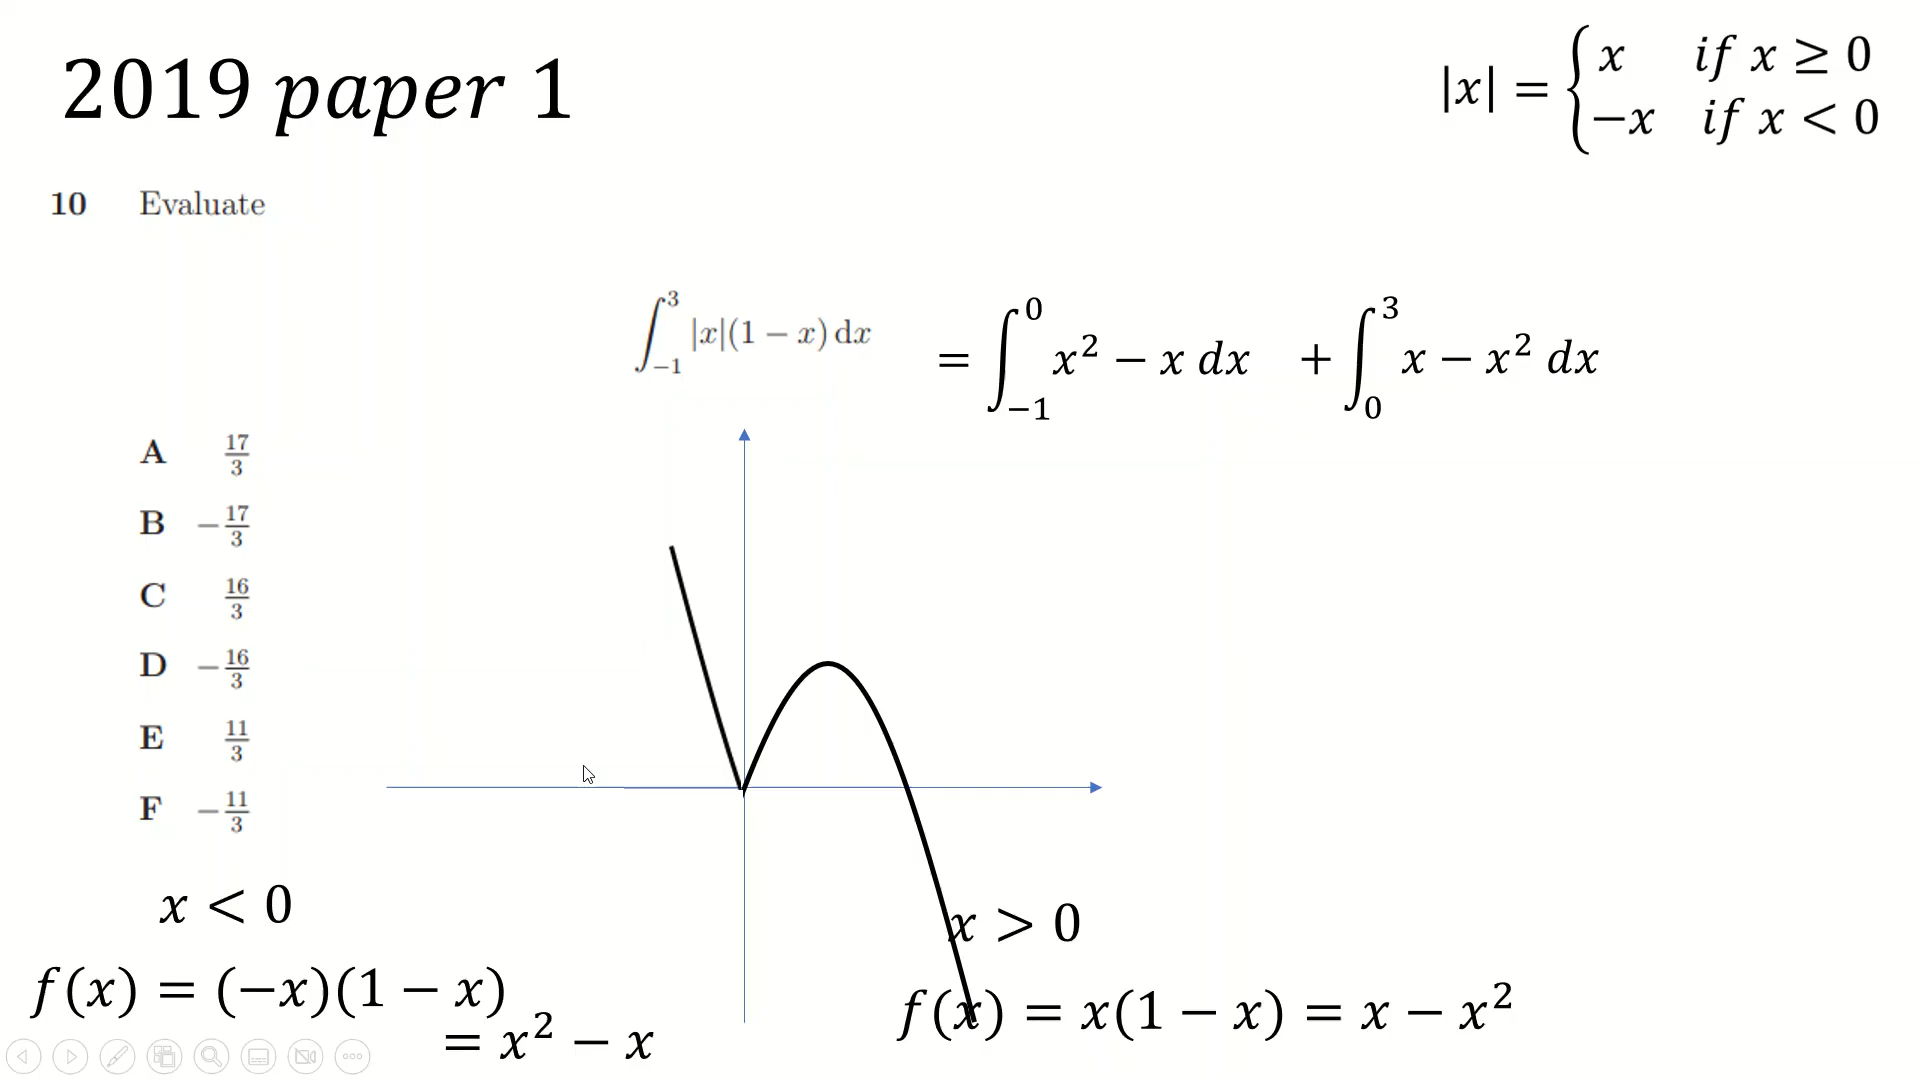 2019 paper 1
|x| = { x if x ≥ 0
−x if x < 0
10 Evaluate
∫_{-1}^{3} |x|(1 − x) dx = ∫_{−1}^{0} x² − x dx + ∫_{0}^{3} x − x² dx
A 17/3
B −17/3
C 16/3
D −16/3
E 11/3
F −11/3
x < 0
f(x) = (−x)(1 − x)
= x² − x
x > 0
f(x) = x(1 − x) = x − x²